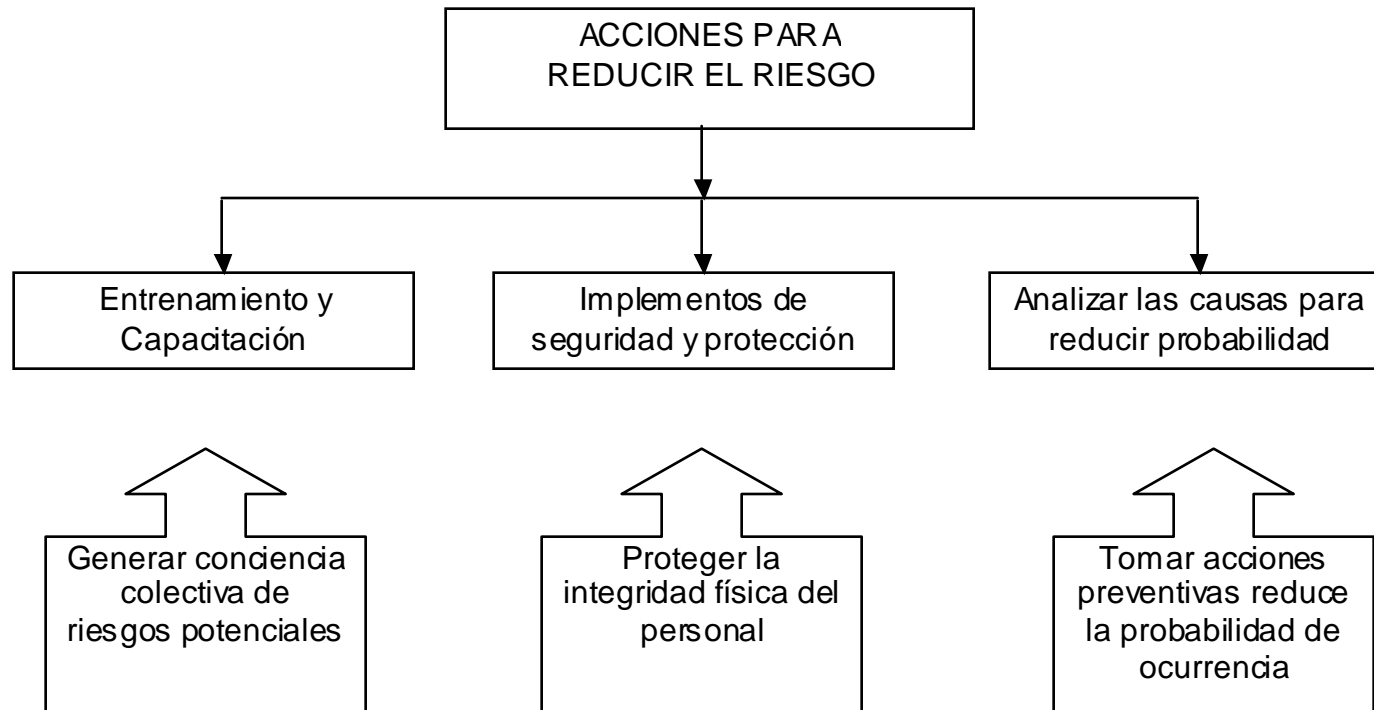 ACCIONES PARA
REDUCIR EL RIESGO
Entrenamiento y
Capacitación
Implementos de
seguridad y protección
Analizar las causas para
reducir probabilidad
Generar conciencia
colectiva de
riesgos potenciales
Proteger la
integridad física del
personal
Tomar acciones
preventivas reduce
la probabilidad de
ocurrencia